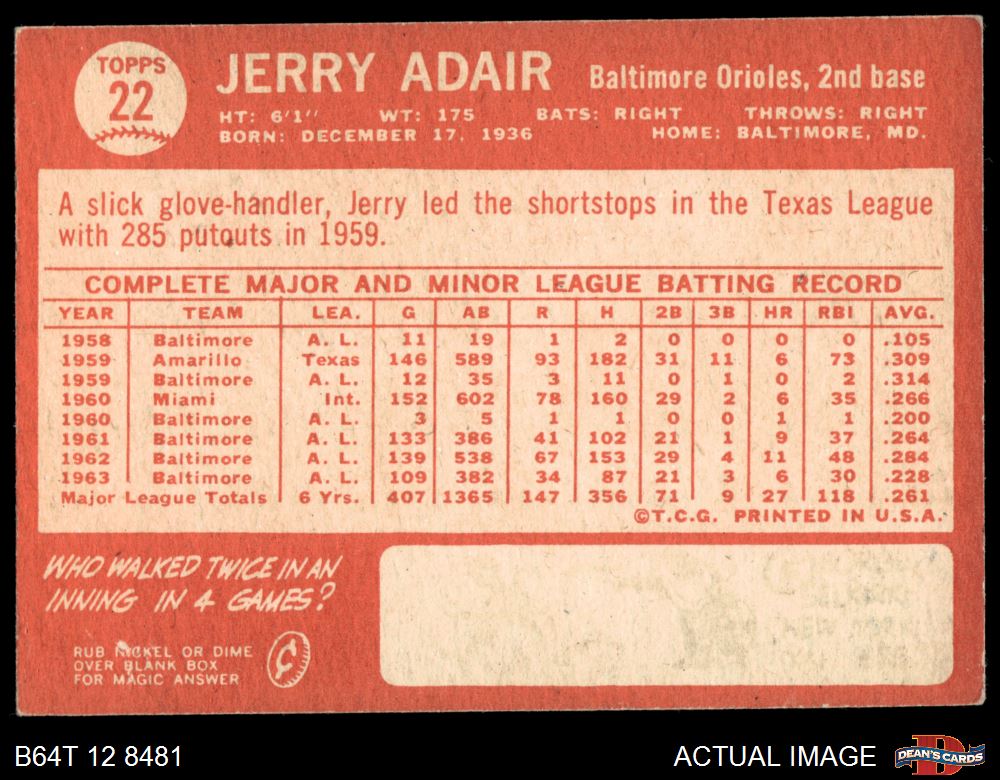 TOPPS
22
JERRY ADAIR Baltimore Orioles, 2nd base
HT: 6'1'' WT: 175 BATS: RIGHT THROWS: RIGHT
BORN: DECEMBER 17, 1936 HOME: BALTIMORE, MD.
A slick glove-handler, Jerry led the shortstops in the Texas League
with 285 putouts in 1959.
COMPLETE MAJOR AND MINOR LEAGUE BATTING RECORD
YEAR TEAM LEA. G AB R H 2B 3B HR RBI AVG.
1958 Baltimore A. L. 11 19 1 2 0 0 0 0 .105
1959 Amarillo Texas 146 589 93 182 31 11 6 73 .309
1959 Baltimore A. L. 12 35 3 11 0 1 0 2 .314
1960 Miami Int. 152 602 78 160 29 2 6 35 .266
1960 Baltimore A. L. 3 5 1 1 0 0 1 1 .200
1961 Baltimore A. L. 133 386 41 102 21 1 9 37 .264
1962 Baltimore A. L. 139 538 67 153 29 4 11 48 .284
1963 Baltimore A. L. 109 382 34 87 21 3 6 30 .228
Major League Totals 6 Yrs. 407 1365 147 356 71 9 27 118 .261
©T.C.G. PRINTED IN U.S.A.
WHO WALKED TWICE IN AN
INNING IN 4 GAMES?
RUB NICKEL OR DIME
OVER BLANK BOX
FOR MAGIC ANSWER
B64T 12 8481 ACTUAL IMAGE DEAN'S CARDS